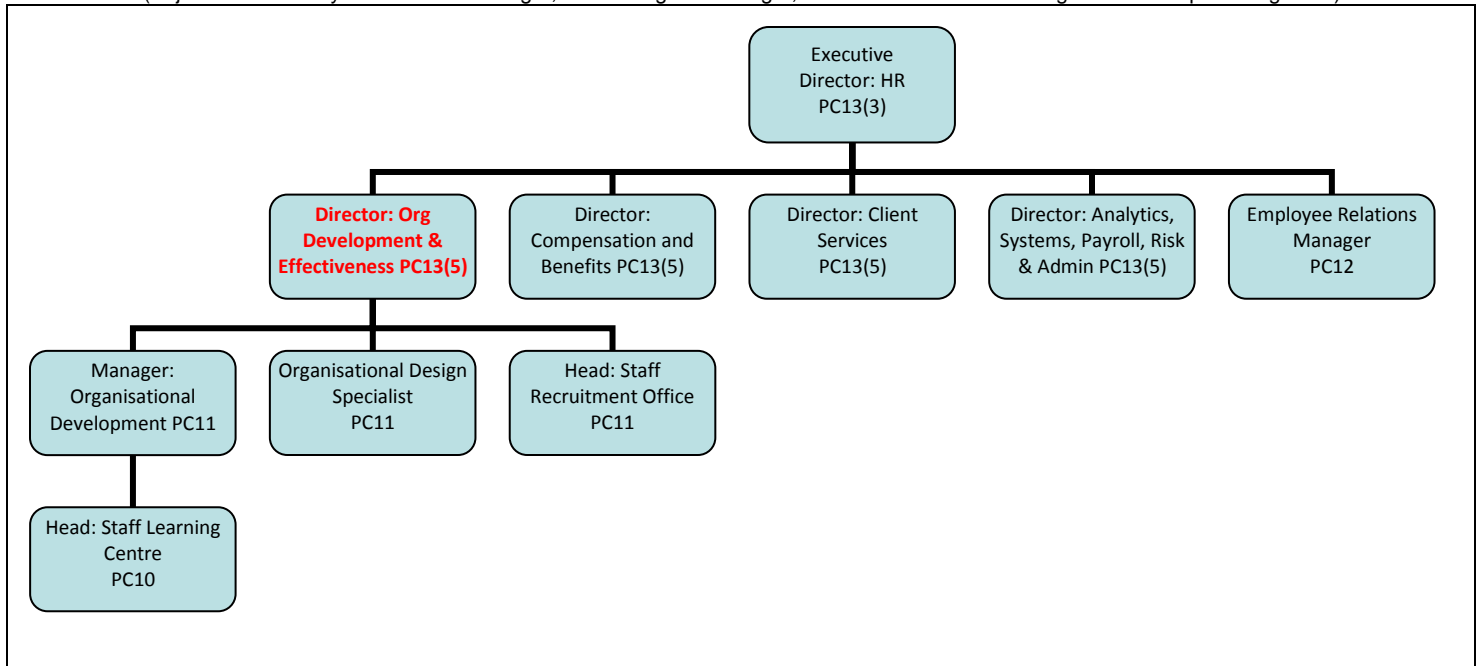 Executive
Director: HR
PC13(3)
Director: Org
Development &
Effectiveness PC13(5)
Director:
Compensation and
Benefits PC13(5)
Director: Client
Services
PC13(5)
Director: Analytics,
Systems, Payroll, Risk
& Admin PC13(5)
Employee Relations
Manager
PC12
Manager:
Organisational
Development PC11
Organisational Design
Specialist
PC11
Head: Staff
Recruitment Office
PC11
Head: Staff Learning
Centre
PC10